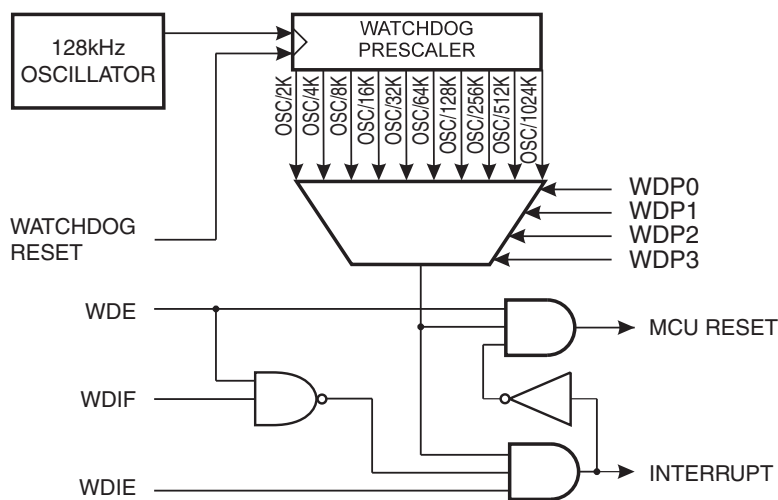 128kHz
OSCILLATOR
WATCHDOG
PRESCALER
OSC/2K
OSC/4K
OSC/8K
OSC/16K
OSC/32K
OSC/64K
OSC/128K
OSC/256K
OSC/512K
OSC/1024K
WATCHDOG
RESET
WDP0
WDP1
WDP2
WDP3
WDE
MCU RESET
WDIF
WDIE
INTERRUPT